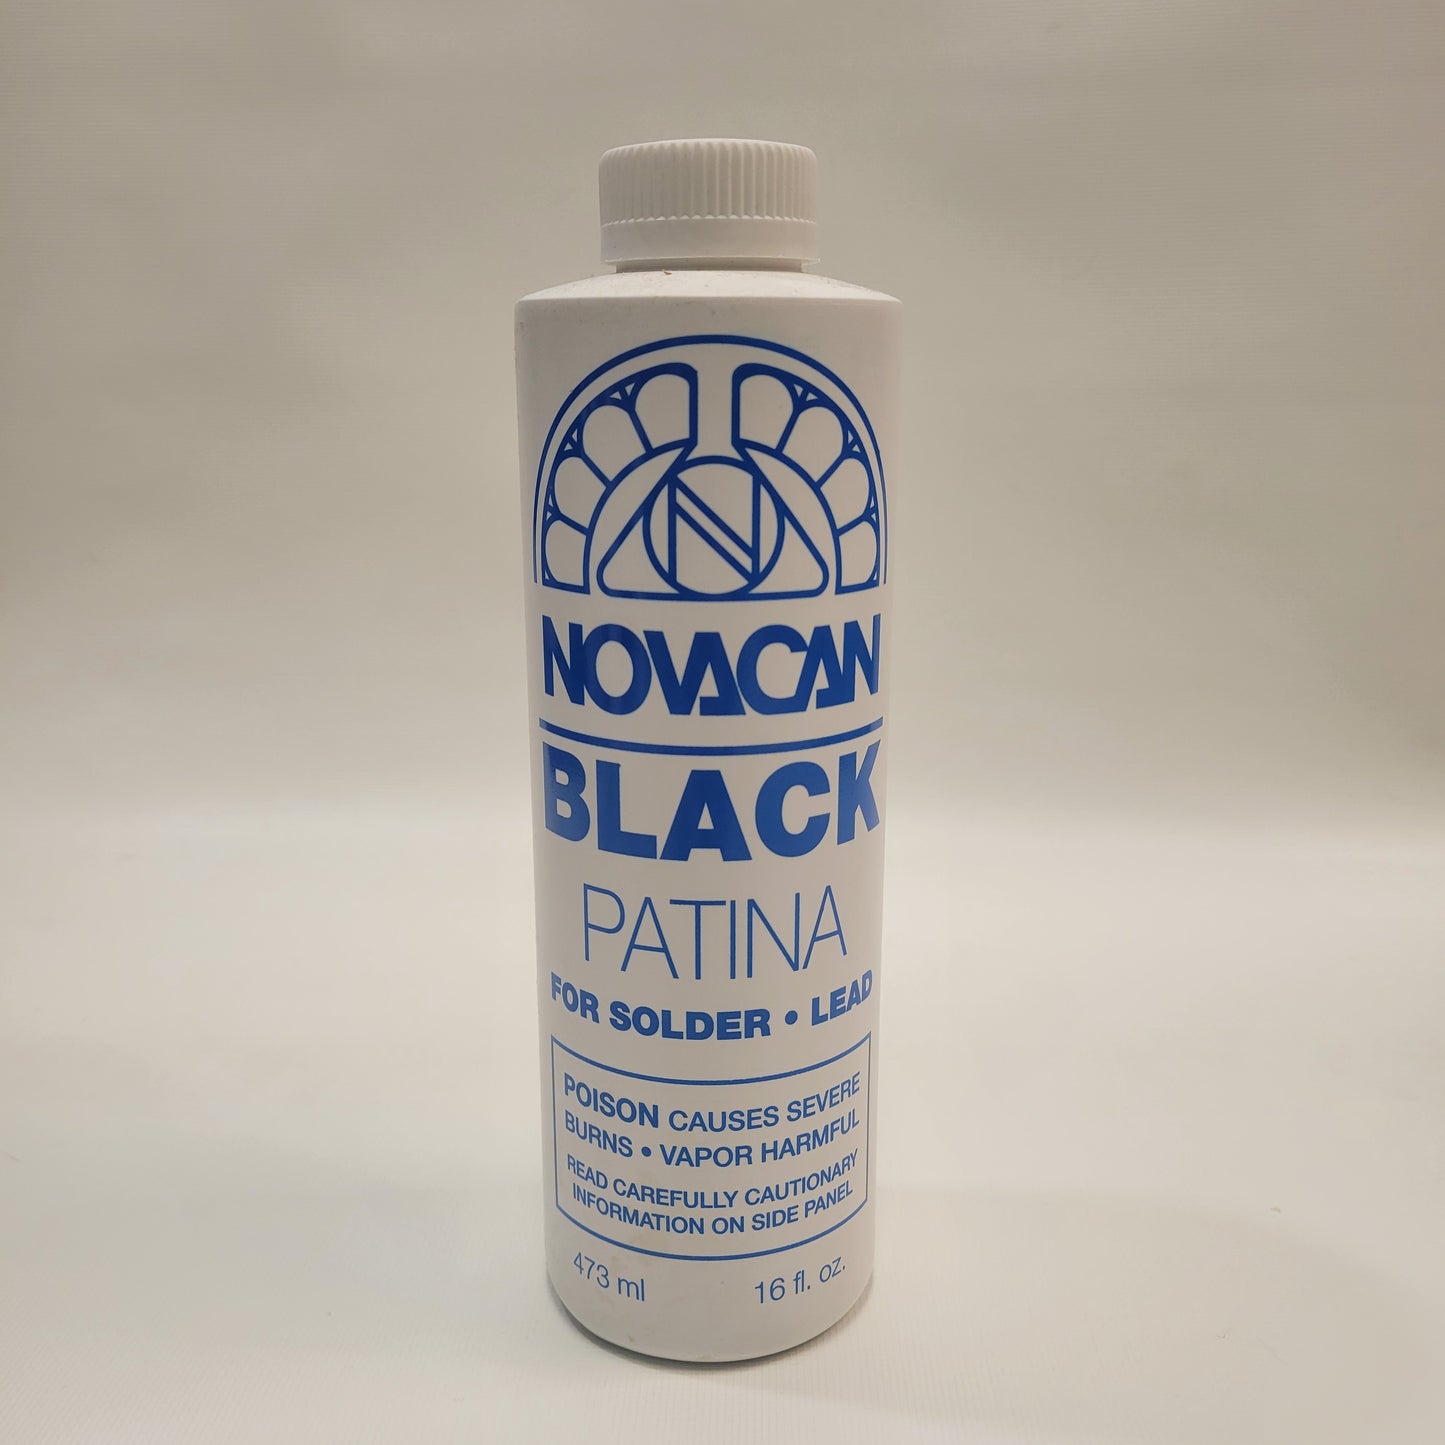 N
NOVACAN
BLACK
PATINA
FOR SOLDER • LEAD
POISON CAUSES SEVERE
BURNS • VAPOR HARMFUL
READ CAREFULLY CAUTIONARY
INFORMATION ON SIDE PANEL
473 ml 16 fl. oz.